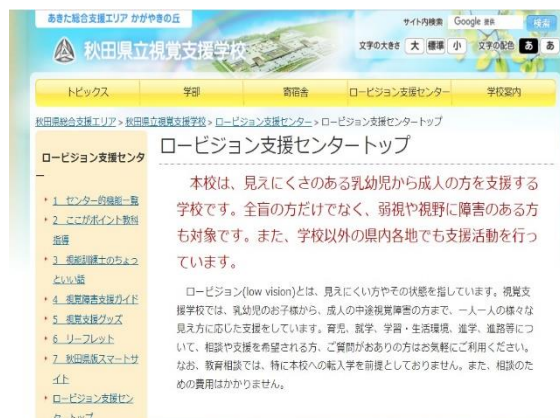 あきた総合支援エリア かがやきの丘
サイト内検索 Google 検索
秋田県立視覚支援学校
文字の大きさ 大 標準 小 文字の配色 あ あ
トピックス 学部 寄宿舎 ロービジョン支援センター 学校案内
秋田県総合支援エリア > 秋田県立視覚支援学校 > ロービジョン支援センター > ロービジョン支援センタートップ
ロービジョン支援センタ
ー
1 センター的機能一覧
2 ここがポイント教科
指導
3 視能訓練士のちょっ
といい話
4 視覚障害支援ガイド
5 視覚支援グッズ
6 リーフレット
7 秋田県版スマートサ
イト
ロービジョン支援セン
タートップ
ロービジョン支援センタートップ
本校は、見えにくさのある乳幼児から成人の方を支援する
学校です。全盲の方だけでなく、弱視や視野に障害のある方
も対象です。また、学校以外の県内各地でも支援活動を行っ
ています。
ロービジョン(low vision)とは、見えにくい方やその状態を指しています。視覚支
援学校では、乳幼児のお子様から、成人の中途視覚障害の方まで、一人一人の様々な
見え方に応じた支援をしています。育児、就学、学習・生活環境、進学、進路等につ
いて、相談や支援を希望される方、ご質問がおありの方はお気軽にご利用ください。
なお、教育相談では、特に本校への転入学を前提としておりません。また、相談のた
めの費用はかかりません。